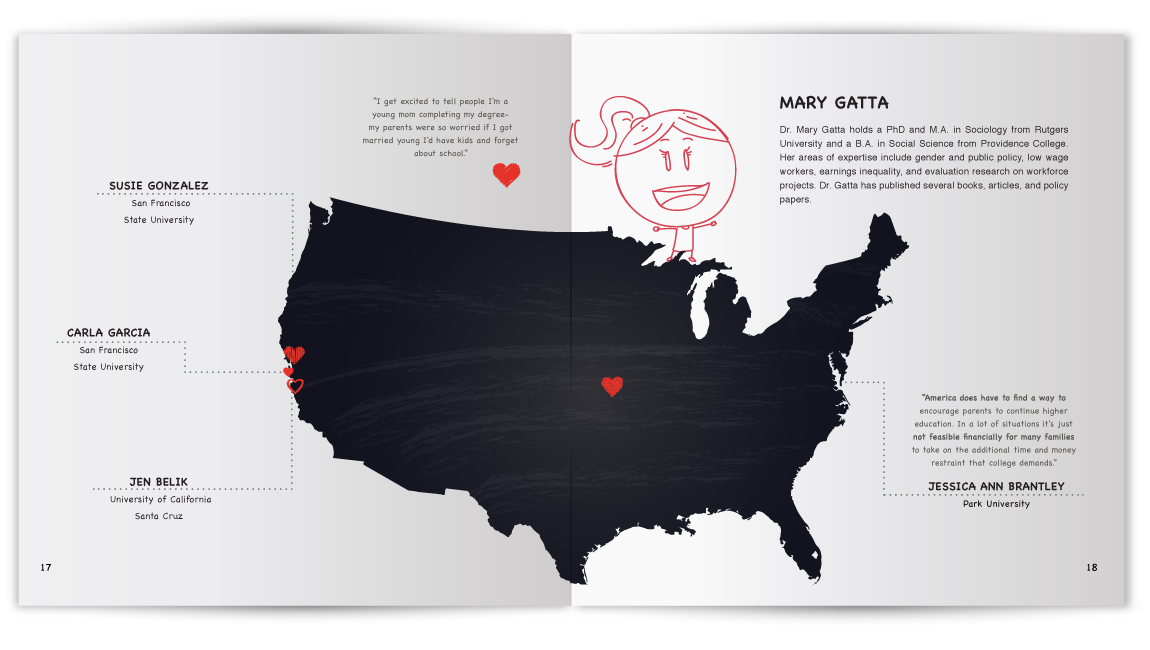 "I get excited to tell people I'm a
young mom completing my degree-
my parents were so worried if I got
married young I'd have kids and forget
about school."
SUSIE GONZALEZ
San Francisco
State University
CARLA GARCIA
San Francisco
State University
JEN BELIK
University of California
Santa Cruz
17
MARY GATTA
Dr. Mary Gatta holds a PhD and M.A. in Sociology from Rutgers
University and a B.A. in Social Science from Providence College.
Her areas of expertise include gender and public policy, low wage
workers, earnings inequality, and evaluation research on workforce
projects. Dr. Gatta has published several books, articles, and policy
papers.
"America does have to find a way to
encourage parents to continue higher
education. In a lot of situations it's just
not feasible financially for many families
to take on the additional time and money
restraint that college demands."
JESSICA ANN BRANTLEY
Park University
18